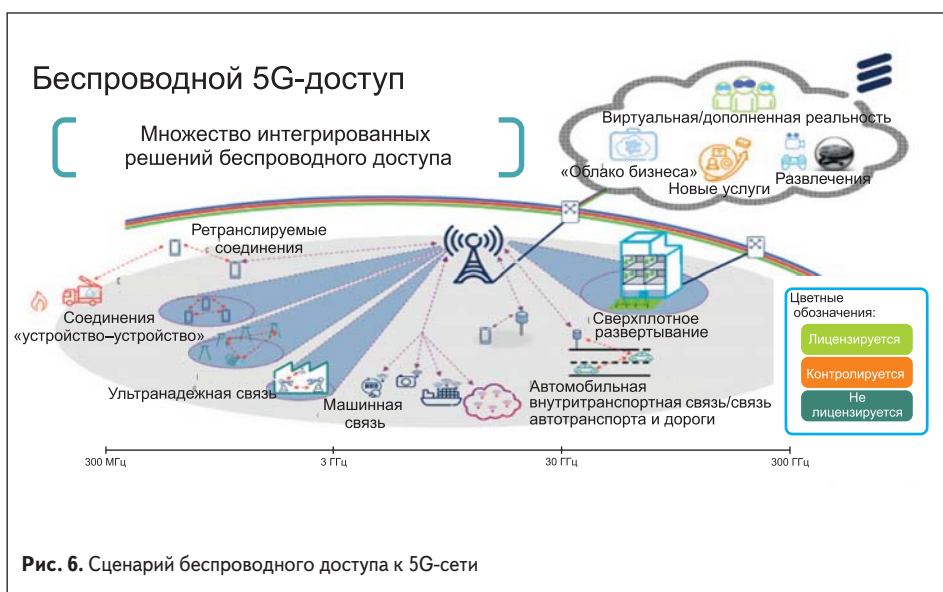 Беспроводной 5G-доступ
Множество интегрированных
решений беспроводного доступа
Виртуальная/дополненная реальность
«Облако бизнеса»
Новые услуги
Развлечения
Ретранслируемые
соединения
Соединения
«устройство–устройство»
Ультранадежная связь
Машинная
связь
Сверхплотное
развертывание
Автомобильная
внутритранспортная связь/связь
автотранспорта и дороги
Цветные
обозначения:
Лицензируется
Контролируется
Не
лицензируется
300 МГц
3 ГГц
30 ГГц
300 ГГц
Рис. 6. Сценарий беспроводного доступа к 5G-сети